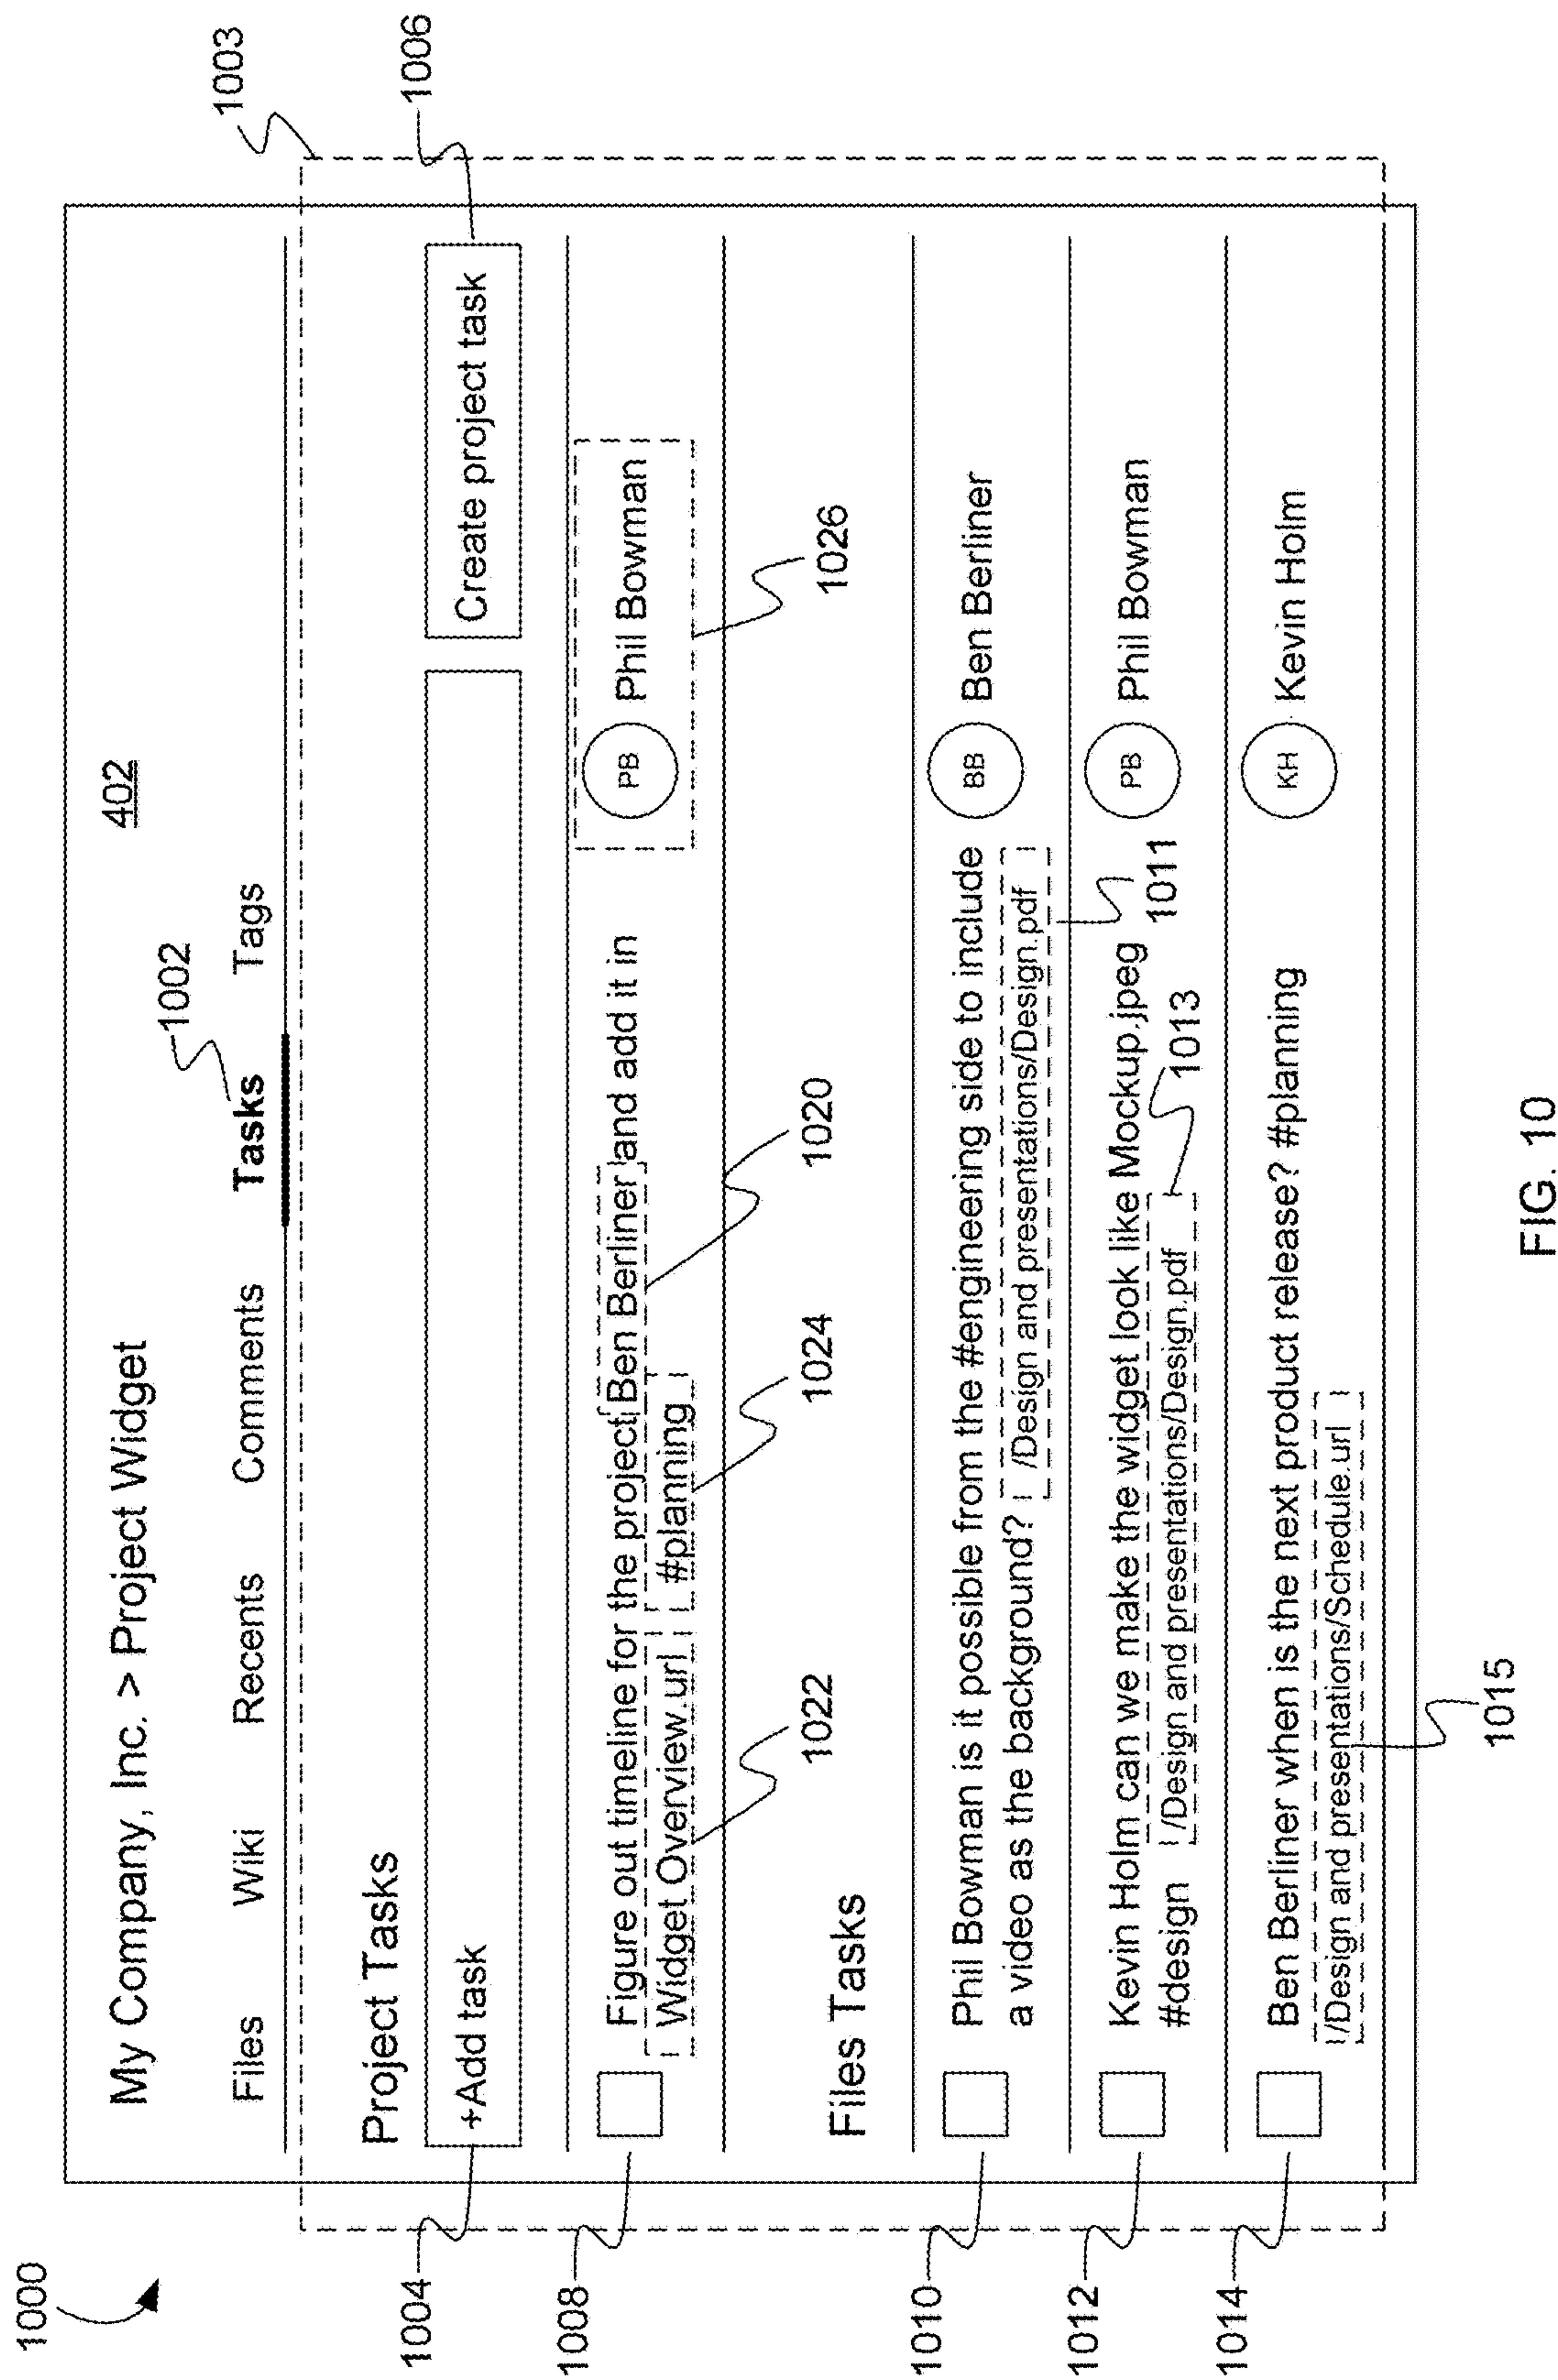 1000
My Company, Inc. > Project Widget
402
1002
1003
Files Wiki Recents Comments Tasks Tags
Project Tasks
1004
+Add task
Create project task
1006
1008
Figure out timeline for the project Ben Berliner and add it in
Widget Overview.url #planning
PB Phil Bowman
1022
1024
1020
1026
Files Tasks
1010
Phil Bowman is it possible from the #engineering side to include
a video as the background? /Design and presentations/Design.pdf
BB Ben Berliner
1011
1012
Kevin Holm can we make the widget look like Mockup.jpeg
#design /Design and presentations/Design.pdf
PB Phil Bowman
1013
1014
Ben Berliner when is the next product release? #planning
/Design and presentations/Schedule.url
KH Kevin Holm
1015
FIG. 10